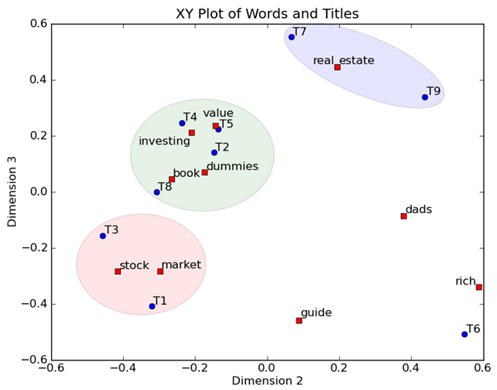 XY Plot of Words and Titles
0.6
0.4
0.2
0.0
−0.2
−0.4
−0.6
Dimension 3
T7
real_estate
T9
value
T4
T5
investing
T2
dummies
book
T8
dads
T3
stock
market
rich
T1
guide
T6
−0.6
−0.4
−0.2
0.0
0.2
0.4
0.6
Dimension 2